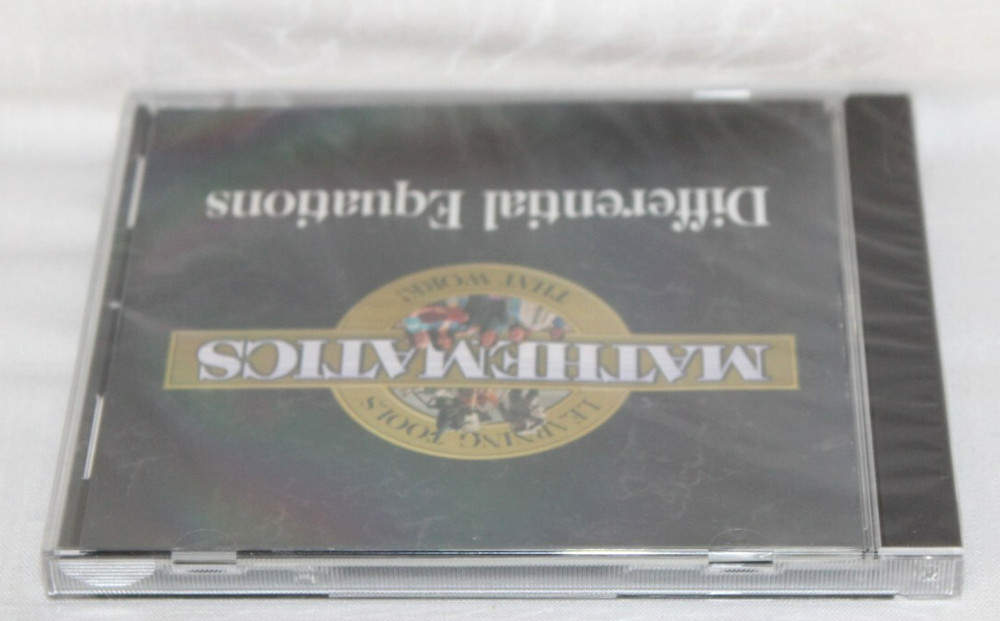 LEARNING TOOLS
MATHEMATICS
THAT WORK!
Differential Equations